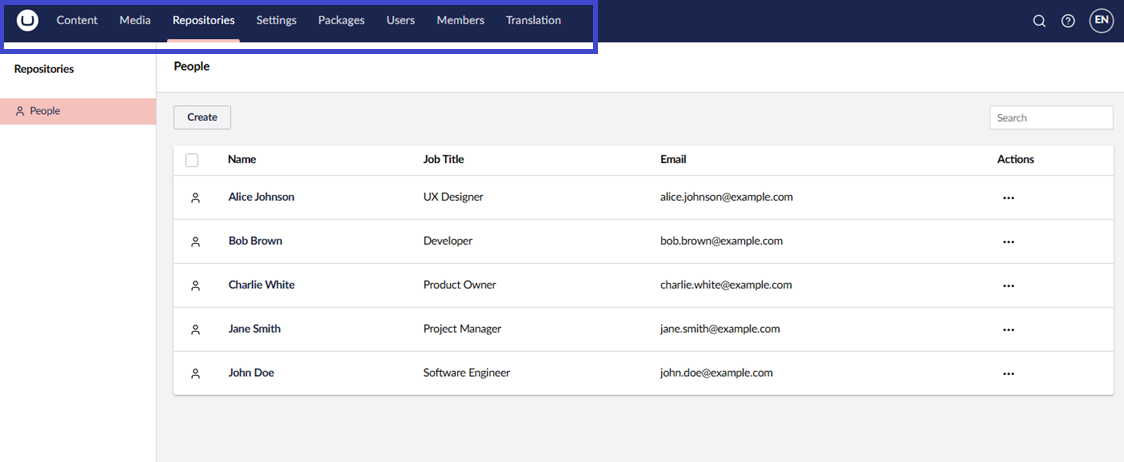 Content Media Repositories Settings Packages Users Members Translation EN
Repositories
People
People
Create Search
Name Job Title Email Actions
Alice Johnson UX Designer alice.johnson@example.com
Bob Brown Developer bob.brown@example.com
Charlie White Product Owner charlie.white@example.com
Jane Smith Project Manager jane.smith@example.com
John Doe Software Engineer john.doe@example.com